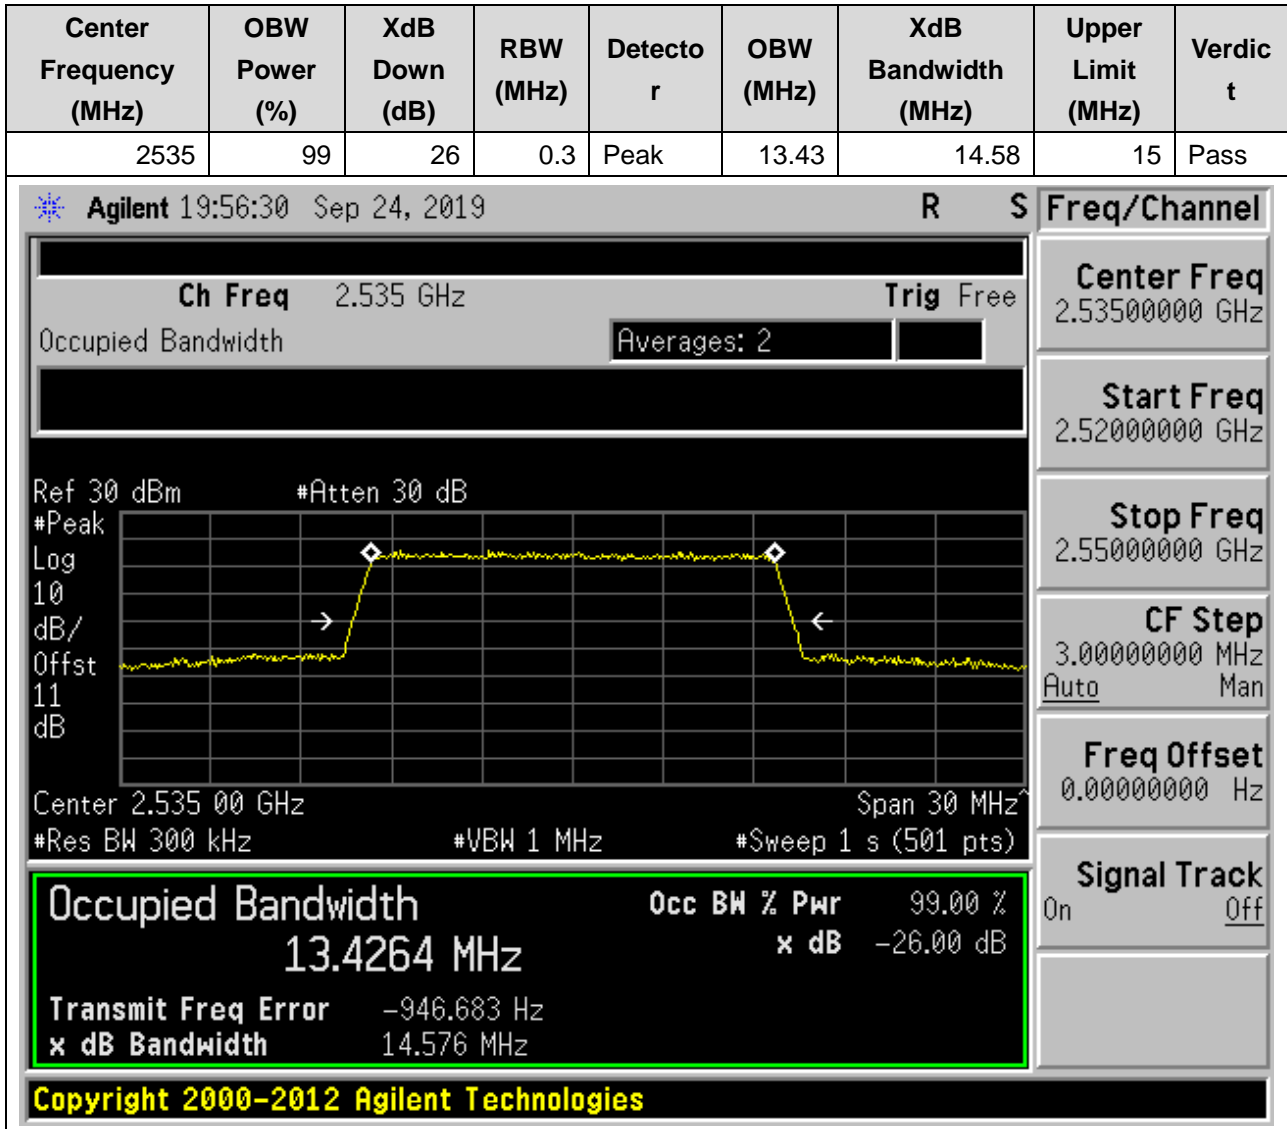 Center Frequency (MHz) OBW Power (%) XdB Down (dB) RBW (MHz) Detecto r OBW (MHz) XdB Bandwidth (MHz) Upper Limit (MHz) Verdic t
2535 99 26 0.3 Peak 13.43 14.58 15 Pass
Agilent 19:56:30 Sep 24, 2019 R S
Ch Freq 2.535 GHz Trig Free
Occupied Bandwidth Averages: 2
Ref 30 dBm #Atten 30 dB
#Peak
Log
10
dB/
Offst
11
dB
Center 2.535 00 GHz Span 30 MHz^
#Res BW 300 kHz #VBW 1 MHz #Sweep 1 s (501 pts)
Occupied Bandwidth Occ BW % Pwr 99.00 %
13.4264 MHz x dB -26.00 dB
Transmit Freq Error -946.683 Hz
x dB Bandwidth 14.576 MHz
Copyright 2000-2012 Agilent Technologies
Freq/Channel
Center Freq
2.53500000 GHz
Start Freq
2.52000000 GHz
Stop Freq
2.55000000 GHz
CF Step
3.00000000 MHz
Auto Man
Freq Offset
0.00000000 Hz
Signal Track
On Off